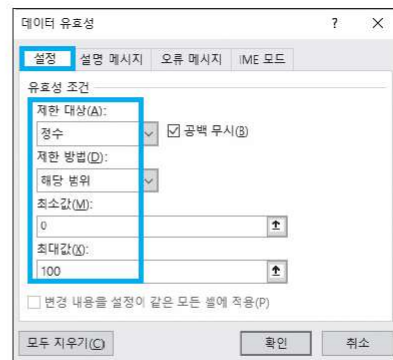 데이터 유효성 ? ×
설정 설명 메시지 오류 메시지 IME 모드
유효성 조건
제한 대상(A):
정수 공백 무시(B)
제한 방법(D):
해당 범위
최소값(M):
0
최대값(X):
100
변경 내용을 설정이 같은 모든 셀에 적용(P)
모두 지우기(C) 확인 취소